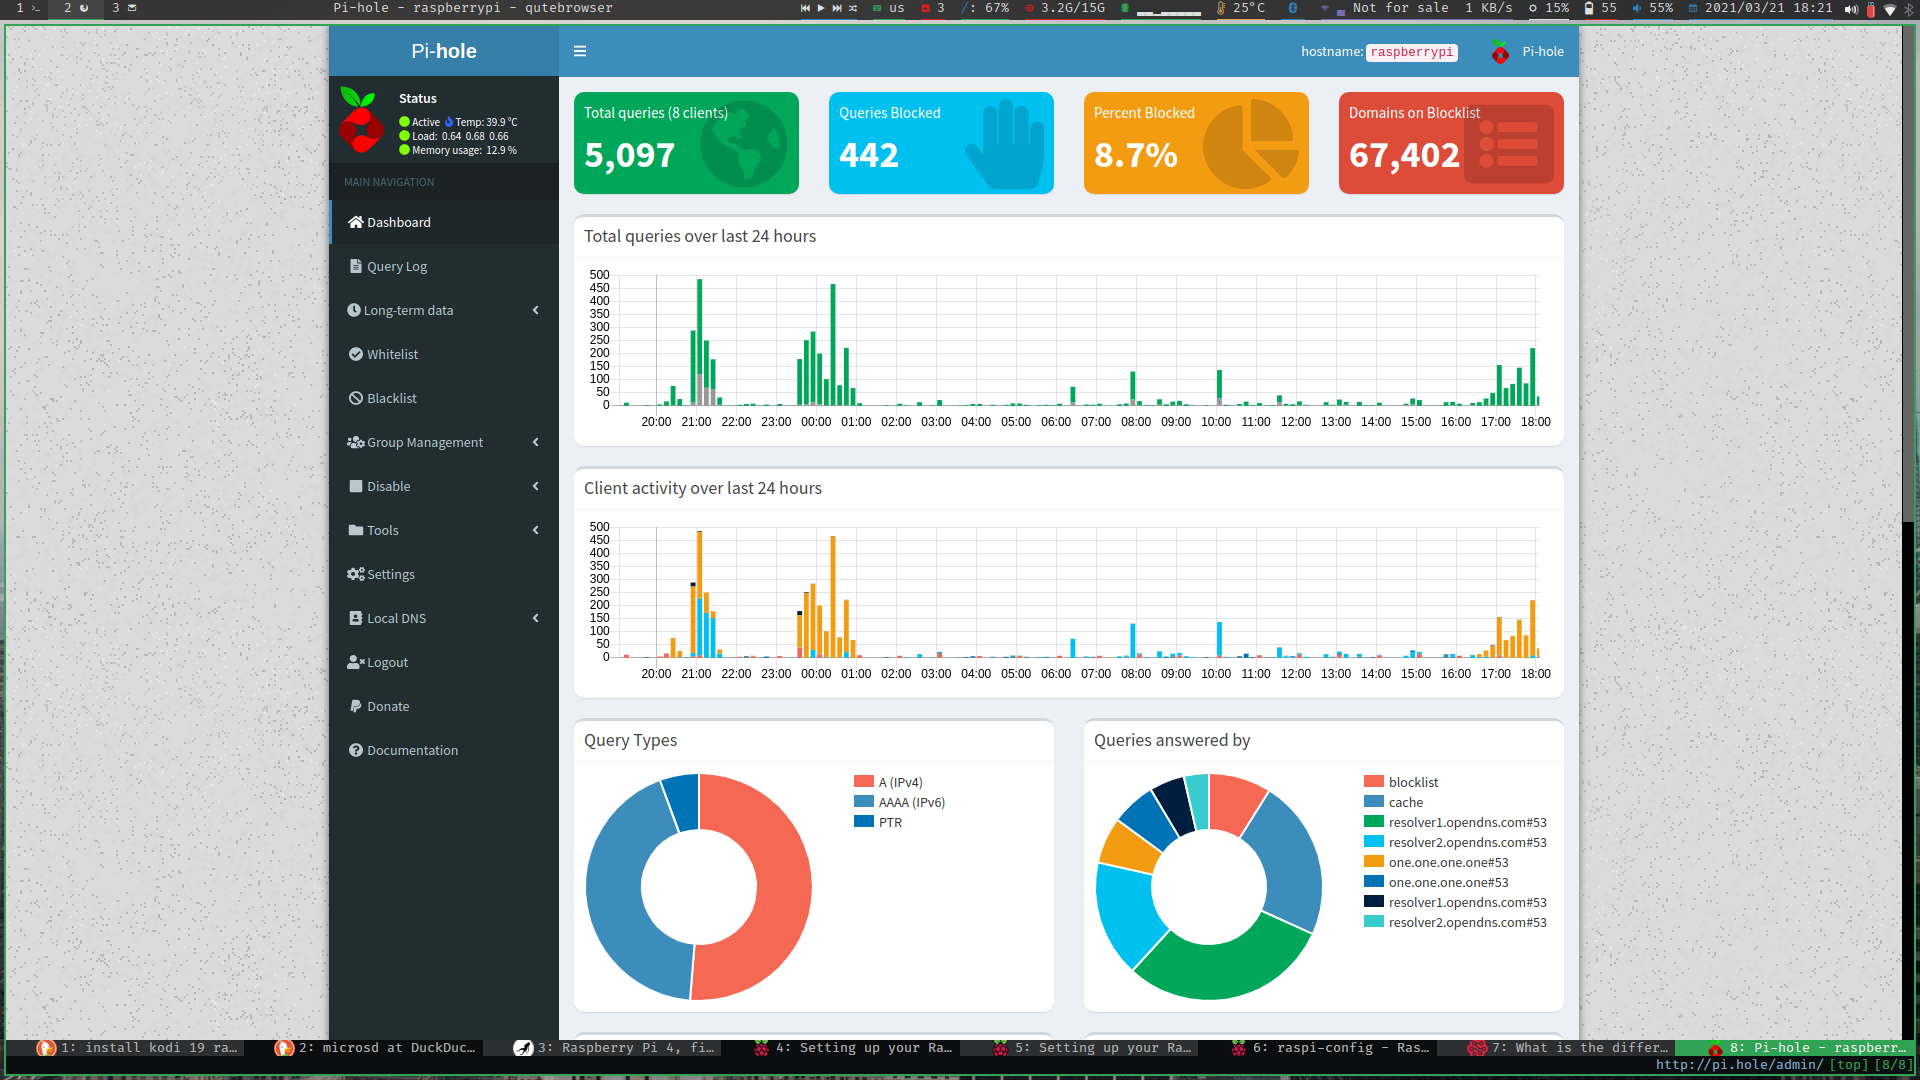 1 2 3 Pi-hole - raspberrypi - qutebrowser us 3 /: 67% 3.2G/15G 25°C Not for sale 1 KB/s 15% 55 55% 2021/03/21 18:21
Pi-hole
hostname: raspberrypi Pi-hole
Status
Active Temp: 39.9 °C
Load: 0.64 0.68 0.66
Memory usage: 12.9 %
MAIN NAVIGATION
Dashboard
Query Log
Long-term data
Whitelist
Blacklist
Group Management
Disable
Tools
Settings
Local DNS
Logout
Donate
Documentation
Total queries (8 clients)
5,097
Queries Blocked
442
Percent Blocked
8.7%
Domains on Blocklist
67,402
Total queries over last 24 hours
500
450
400
350
300
250
200
150
100
50
0
20:00 21:00 22:00 23:00 00:00 01:00 02:00 03:00 04:00 05:00 06:00 07:00 08:00 09:00 10:00 11:00 12:00 13:00 14:00 15:00 16:00 17:00 18:00
Client activity over last 24 hours
500
450
400
350
300
250
200
150
100
50
0
20:00 21:00 22:00 23:00 00:00 01:00 02:00 03:00 04:00 05:00 06:00 07:00 08:00 09:00 10:00 11:00 12:00 13:00 14:00 15:00 16:00 17:00 18:00
Query Types
A (IPv4)
AAAA (IPv6)
PTR
Queries answered by
blocklist
cache
resolver1.opendns.com#53
resolver2.opendns.com#53
one.one.one.one#53
one.one.one.one#53
resolver1.opendns.com#53
resolver2.opendns.com#53
1: install kodi 19 ra… 2: microsd at DuckDuc… 3: Raspberry Pi 4, fi… 4: Setting up your Ra… 5: Setting up your Ra… 6: raspi-config - Ras… 7: What is the differ… 8: Pi-hole - raspberr…
http://pi.hole/admin/ [top] [8/8]